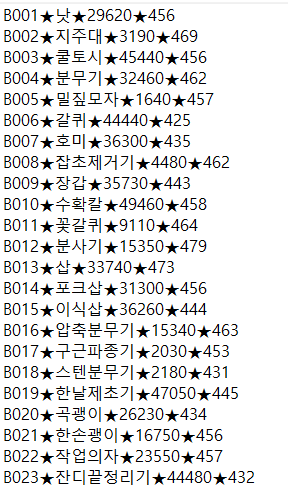 B001★낫★29620★456
B002★지주대★3190★469
B003★쿨토시★45440★456
B004★분무기★32460★462
B005★밀짚모자★1640★457
B006★갈퀴★44440★425
B007★호미★36300★435
B008★잡초제거기★4480★462
B009★장갑★35730★443
B010★수확칼★49460★458
B011★꽃갈퀴★9110★464
B012★분사기★15350★479
B013★삽★33740★473
B014★포크삽★31300★456
B015★이식삽★36260★444
B016★압축분무기★15340★463
B017★구근파종기★2030★453
B018★스텐분무기★2180★431
B019★한날제초기★47050★445
B020★곡괭이★26230★434
B021★한손괭이★16750★456
B022★작업의자★23550★457
B023★잔디끝정리기★44480★432